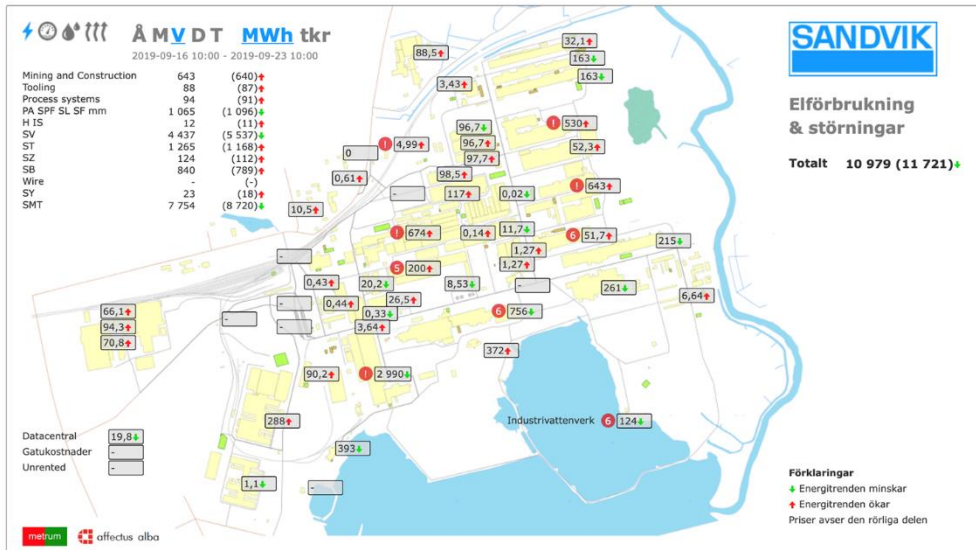 Å M V D T MWh tkr
2019-09-16 10:00 - 2019-09-23 10:00
Mining and Construction 643 (640)
Tooling 88 (87)
Process systems 94 (91)
PA SPF SL SF mm 1 065 (1 096)
H IS 12 (11)
SV 4 437 (5 537)
ST 1 265 (1 168)
SZ 124 (112)
SB 840 (789)
Wire - (-)
SY 23 (18)
SMT 7 754 (8 720)
SANDVIK
Elförbrukning
& störningar
Totalt 10 979 (11 721)
88,5
32,1
163
3,43
163
96,7
! 530
! 4,99
96,7
52,3
0
97,7
0,61
98,5
! 643
-
117
0,02
10,5
! 674
0,14
11,7
6 51,7
215
-
1,27
5 200
1,27
0,43
20,2
8,53
-
261
6,64
-
0,44
26,5
66,1
0,33
6 756
-
94,3
-
3,64
70,8
372
90,2
! 2 990
288
Industrivattenverk 6 124
Datacentral 19,8
393
Gatukostnader -
Unrented -
1,1
-
Förklaringar
Energitrenden minskar
Energitrenden ökar
Priser avser den rörliga delen
metrum affectus alba